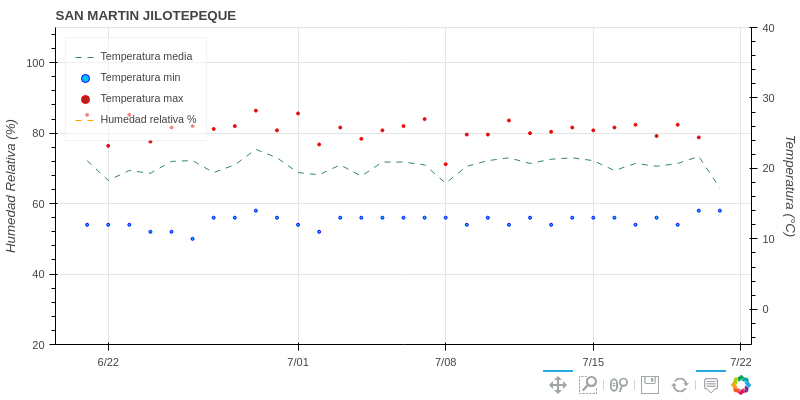 SAN MARTIN JILOTEPEQUE
Temperatura media
Temperatura min
Temperatura max
Humedad relativa %
Humedad Relativa (%)
100
80
60
40
20
Temperatura (°C)
40
30
20
10
0
6/22
7/01
7/08
7/15
7/22